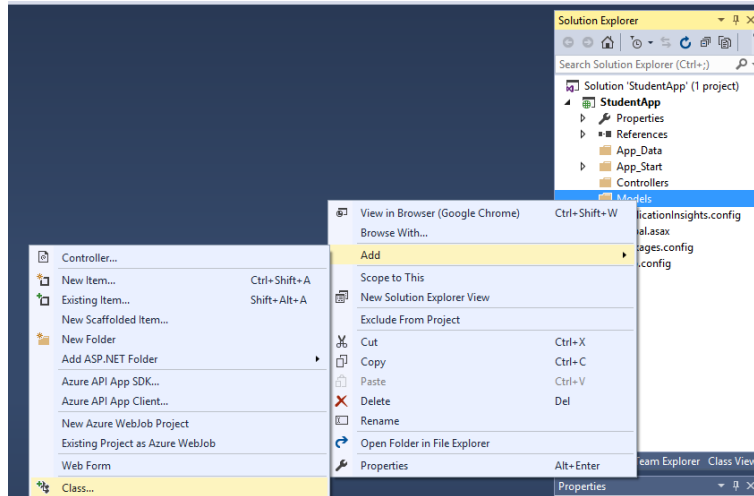 Solution Explorer
Search Solution Explorer (Ctrl+;)
Solution 'StudentApp' (1 project)
StudentApp
Properties
References
App_Data
App_Start
Controllers
Models
licationInsights.config
al.asax
ages.config
.config
View in Browser (Google Chrome) Ctrl+Shift+W
Browse With...
Add
Scope to This
New Solution Explorer View
Exclude From Project
Cut Ctrl+X
Copy Ctrl+C
Paste Ctrl+V
Delete Del
Rename
Open Folder in File Explorer
Properties Alt+Enter
Controller...
New Item... Ctrl+Shift+A
Existing Item... Shift+Alt+A
New Scaffolded Item...
New Folder
Add ASP.NET Folder
Azure API App SDK...
Azure API App Client...
New Azure WebJob Project
Existing Project as Azure WebJob
Web Form
Class...
eam Explorer Class View
Properties